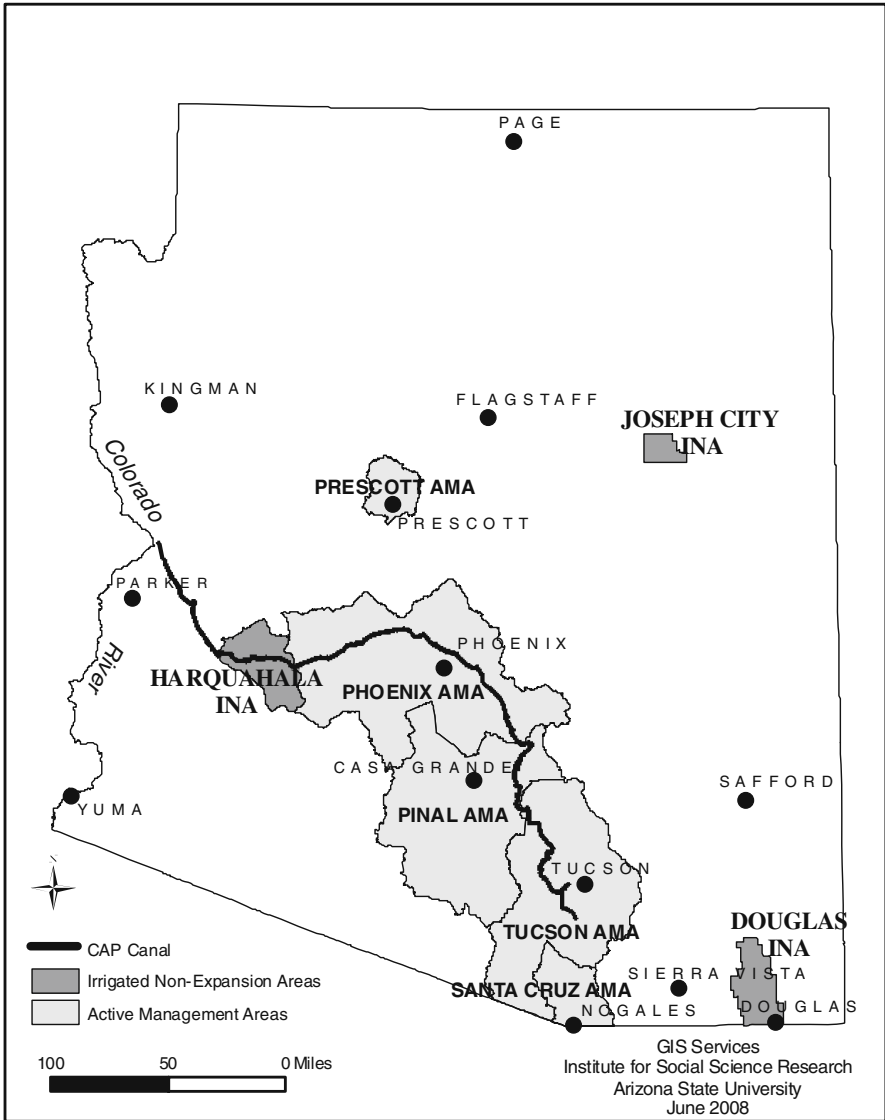 PAGE
KINGMAN
FLAGSTAFF
JOSEPH CITY
INA
Colorado
PRESCOTT AMA
PRESCOTT
PARKER
River
PHOENIX
HARQUAHALA
INA
PHOENIX AMA
CASA GRANDE
SAFFORD
YUMA
PINAL AMA
N
TUCSON
DOUGLAS
INA
TUCSON AMA
SIERRA VISTA
SANTA CRUZ AMA
NOGALES
DOUGLAS
CAP Canal
Irrigated Non-Expansion Areas
Active Management Areas
100 50 0 Miles
GIS Services
Institute for Social Science Research
Arizona State University
June 2008